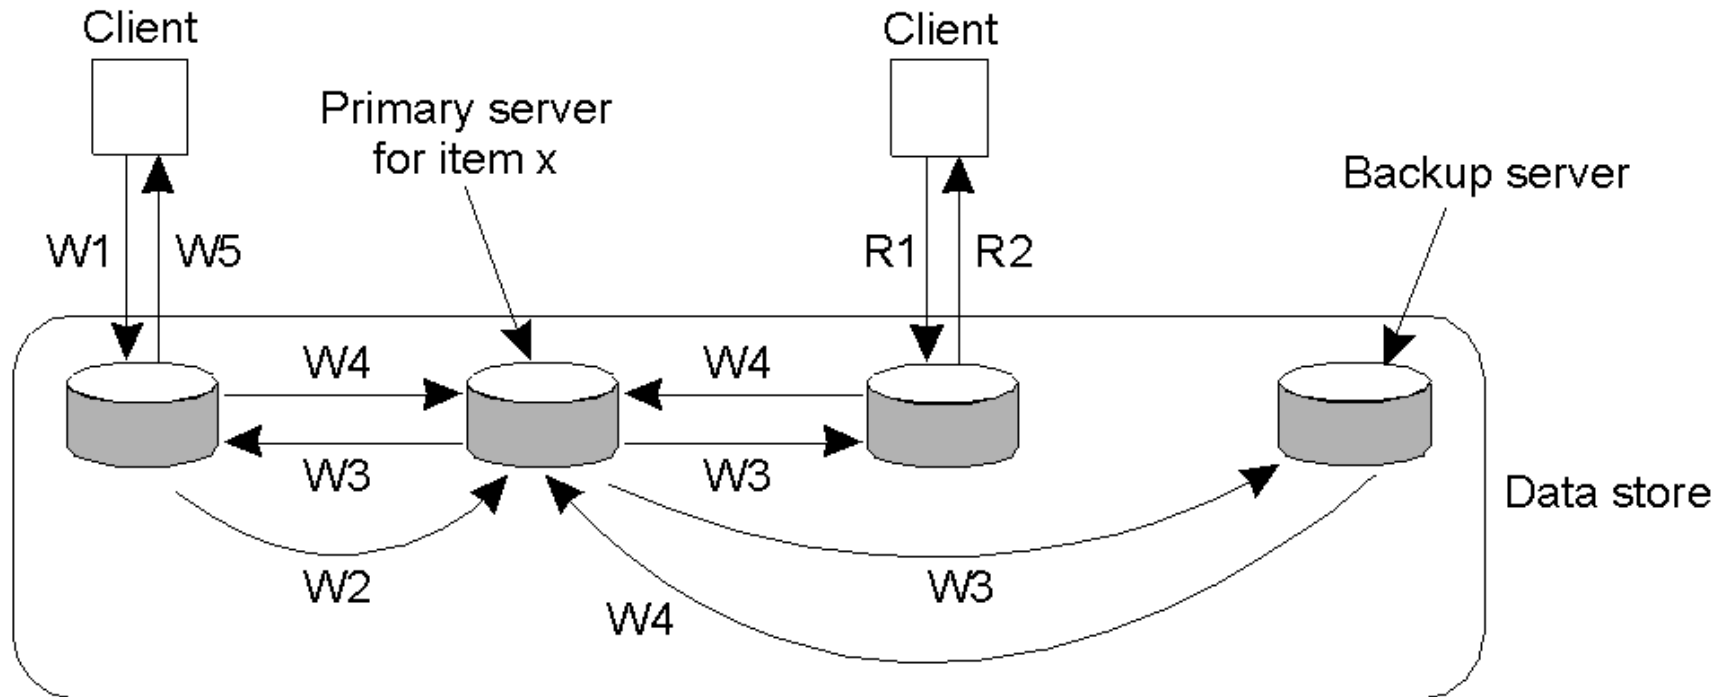 Client
Client
Primary server
for item x
Backup server
W1
W5
R1
R2
W4
W4
W3
W3
Data store
W2
W3
W4